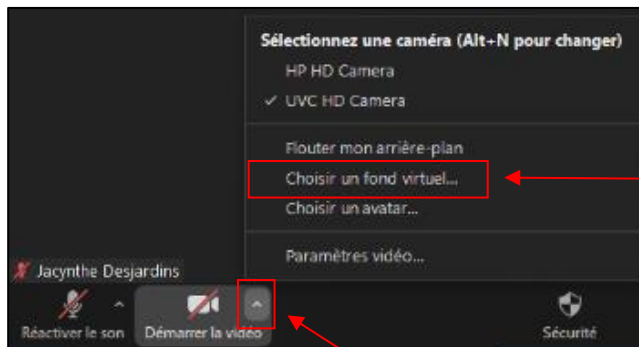 Sélectionnez une caméra (Alt+N pour changer)
HP HD Camera
✓ UVC HD Camera
Flouter mon arrière-plan
Choisir un fond virtuel...
Choisir un avatar...
Paramètres vidéo...
Jacynthe Desjardins
Réactiver le son
Démarrer la vidéo
Sécurité